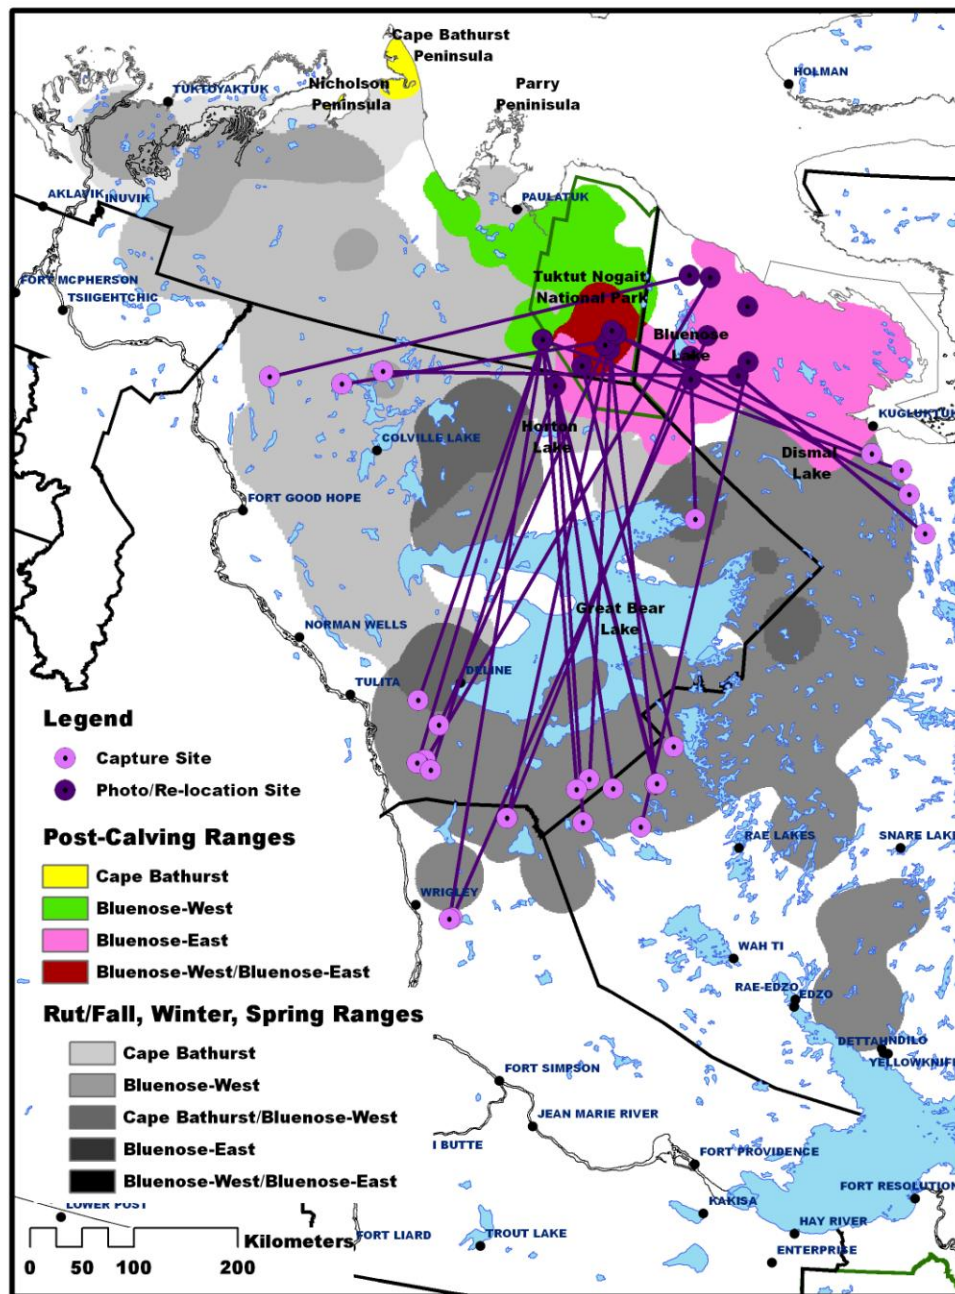 Cape Bathurst
Peninsula
HOLMAN
TUKTOYAKTUK
Nicholson
Peninsula
Parry
Peninisula
AKLAVIK
INUVIK
PAULATUK
FORT MCPHERSON
TSIIGEHTCHIC
Tuktut Nogait
National Park
Bluenose
Lake
KUGLUKTUK
COLVILLE LAKE
Horton
Lake
Dismal
Lake
FORT GOOD HOPE
Great Bear
Lake
NORMAN WELLS
DELINE
TULITA
Legend
Capture Site
Photo/Re-location Site
Post-Calving Ranges
Cape Bathurst
Bluenose-West
Bluenose-East
Bluenose-West/Bluenose-East
RAE LAKES
SNARE LAKE
WRIGLEY
WAH TI
RAE-EDZO
EDZO
Rut/Fall, Winter, Spring Ranges
Cape Bathurst
Bluenose-West
Cape Bathurst/Bluenose-West
Bluenose-East
Bluenose-West/Bluenose-East
DETTAH
NDILO
YELLOWKNIFE
FORT SIMPSON
JEAN MARIE RIVER
I BUTTE
FORT PROVIDENCE
FORT RESOLUTION
KAKISA
LOWER POST
FORT LIARD
TROUT LAKE
HAY RIVER
ENTERPRISE
Kilometers
0 50 100 200